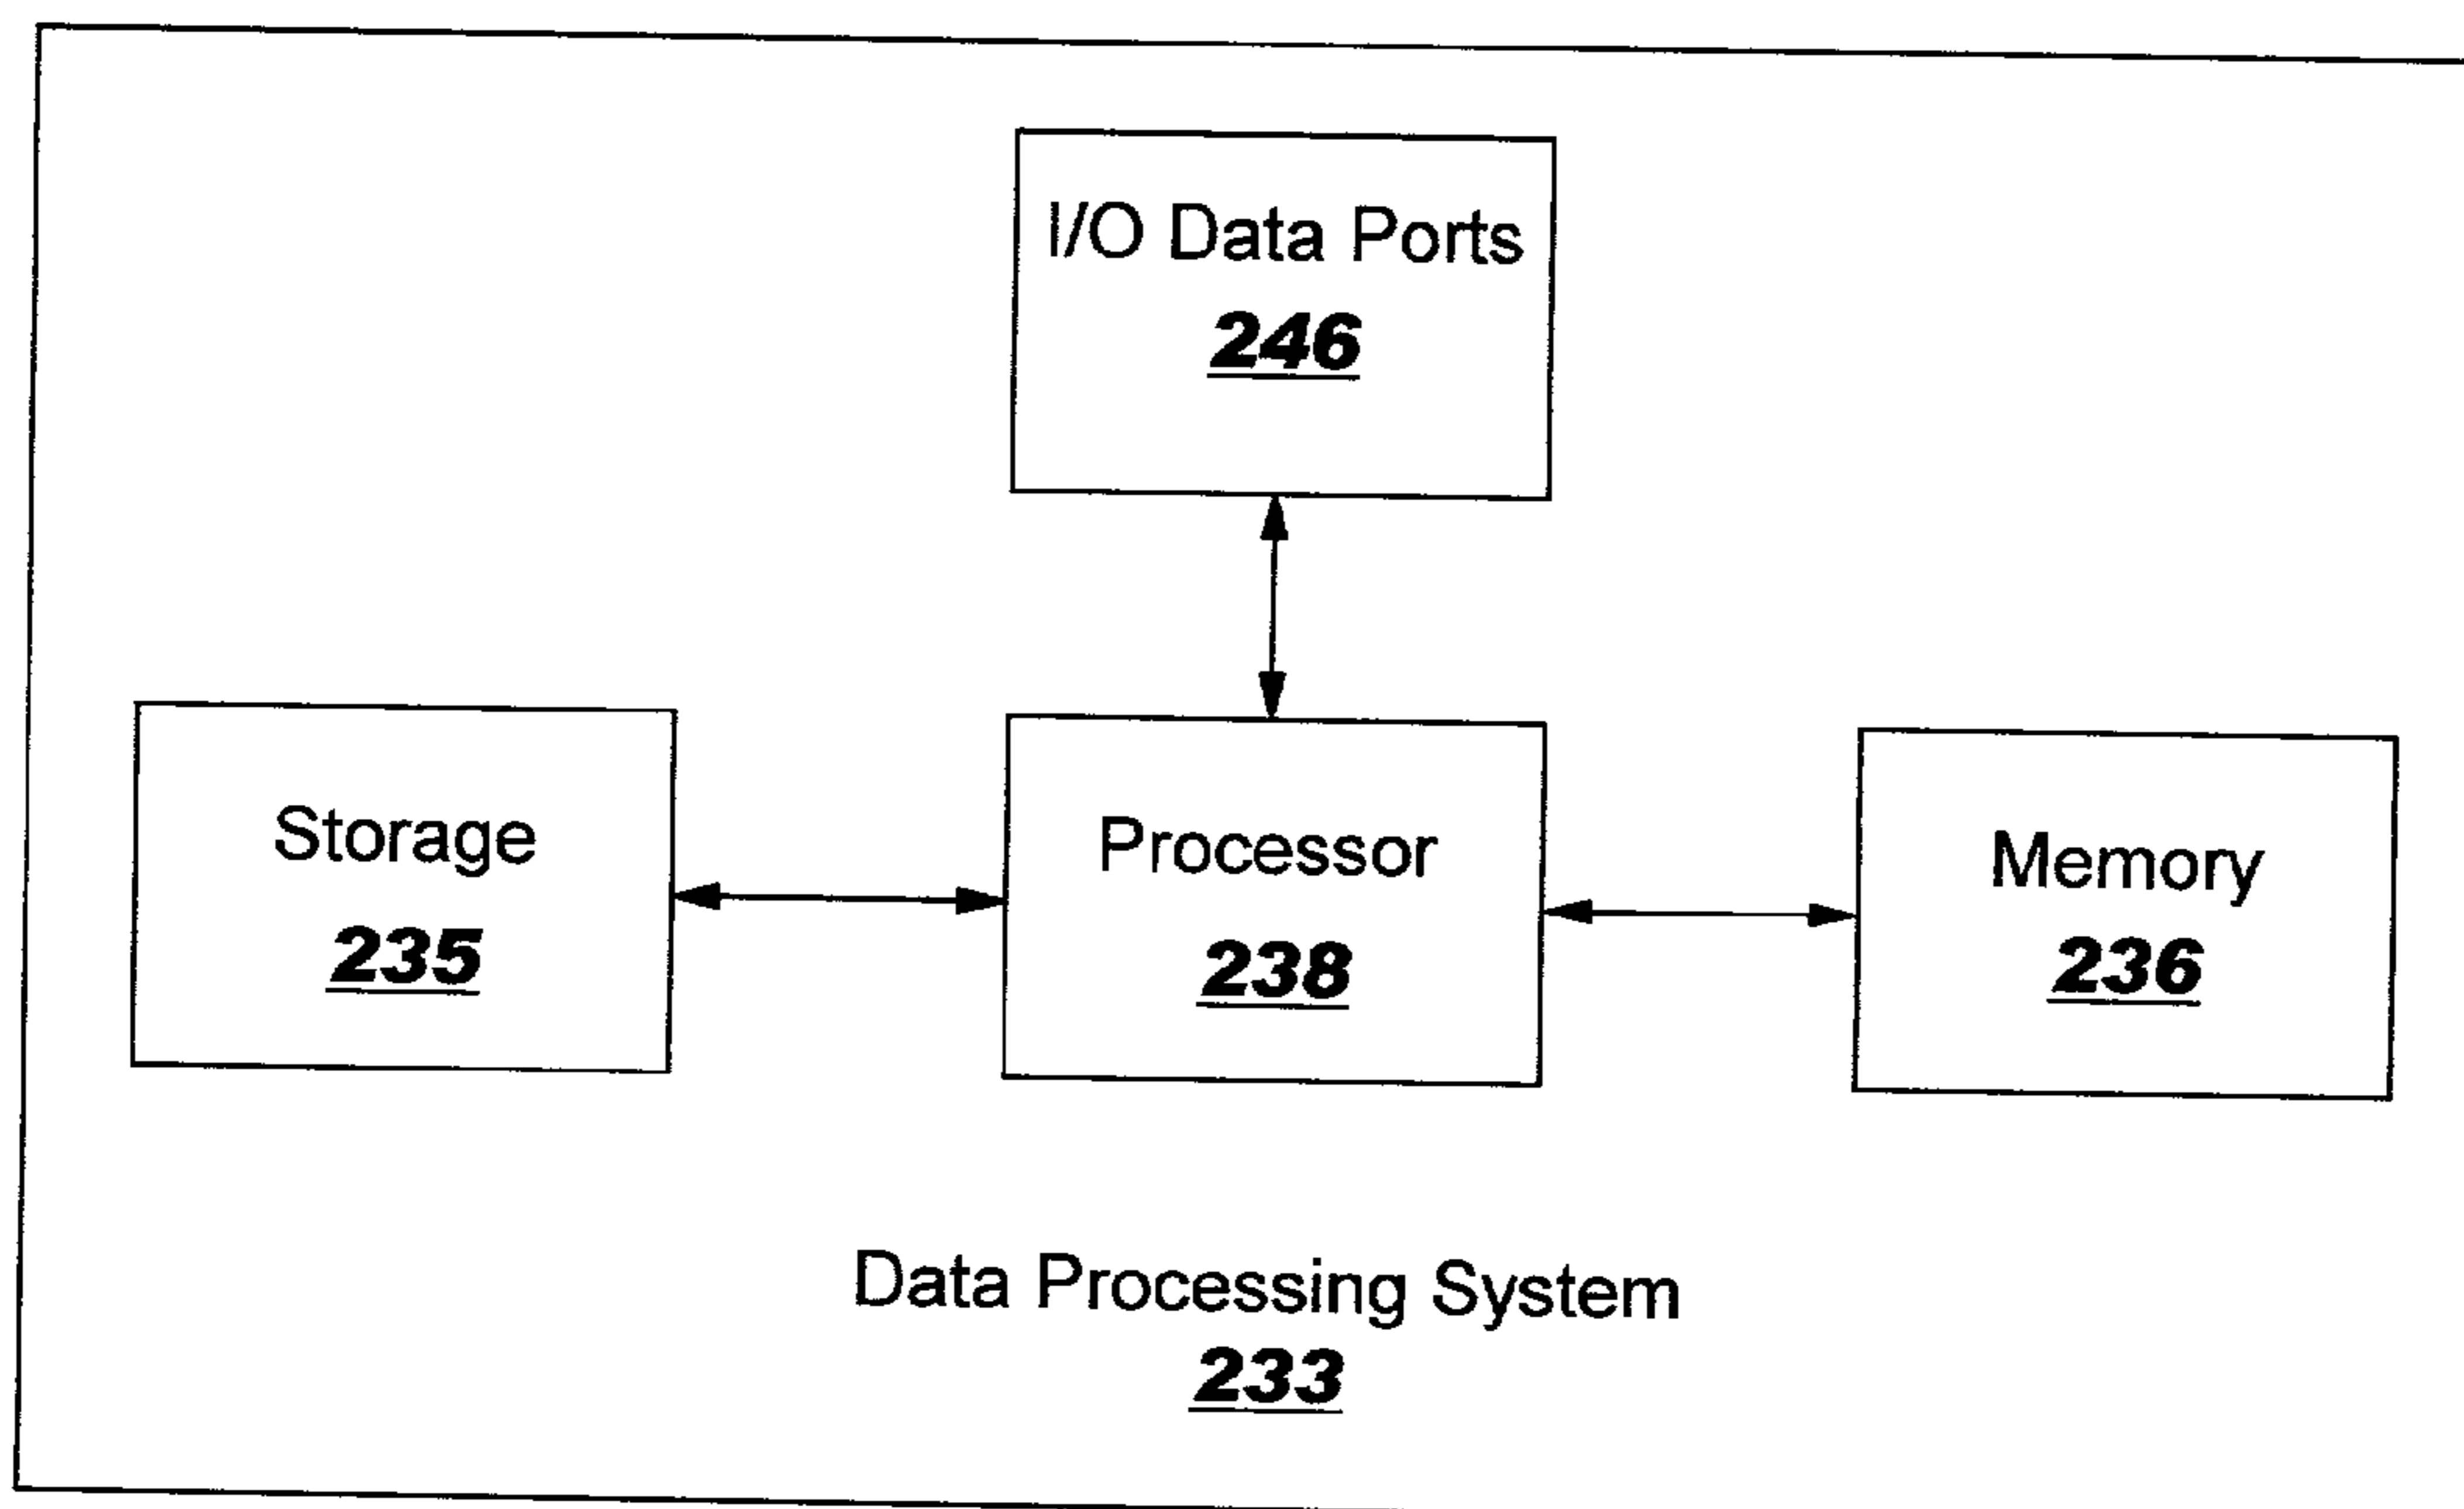 I/O Data Ports
246
Storage
235
Processor
238
Memory
236
Data Processing System
233